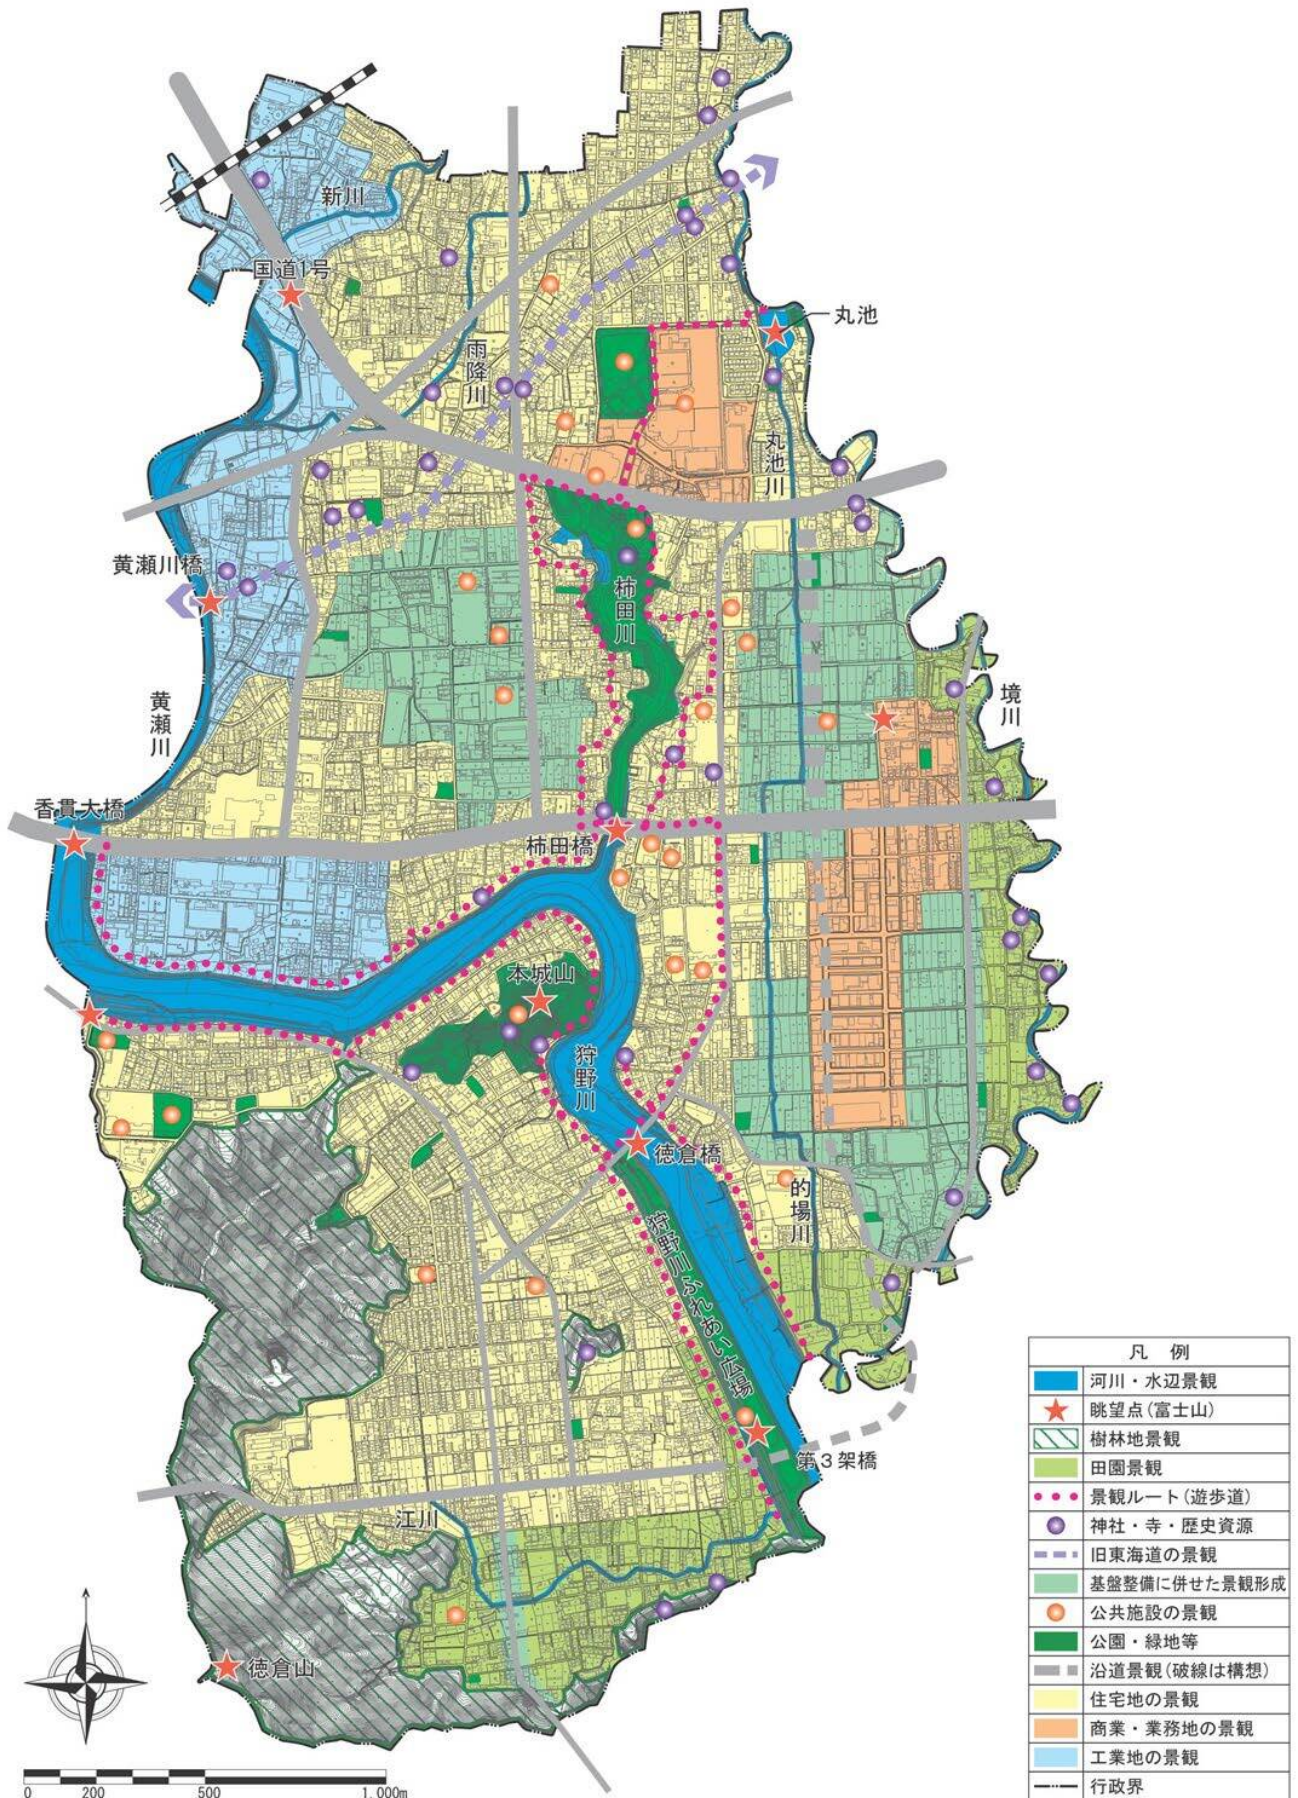 新川
国道1号
雨降川
丸池
丸池川
黄瀬川橋
柿田川
黄瀬川
境川
香貫大橋
柿田橋
本城山
狩野川
徳倉橋
的場川
狩野川ふれあい広場
第3架橋
江川
徳倉山
0 200 500 1,000m
凡 例
河川・水辺景観
眺望点(富士山)
樹林地景観
田園景観
景観ルート(遊歩道)
神社・寺・歴史資源
旧東海道の景観
基盤整備に併せた景観形成
公共施設の景観
公園・緑地等
沿道景観(破線は構想)
住宅地の景観
商業・業務地の景観
工業地の景観
行政界